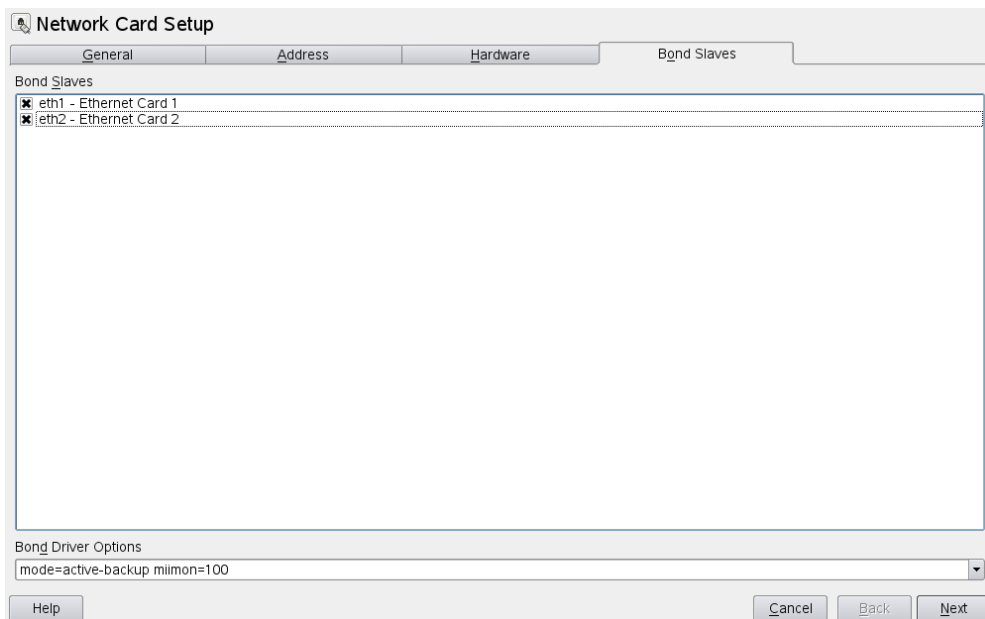 Network Card Setup
General Address Hardware Bond Slaves
Bond Slaves
eth1 - Ethernet Card 1
eth2 - Ethernet Card 2
Bond Driver Options
mode=active-backup miimon=100
Help Cancel Back Next